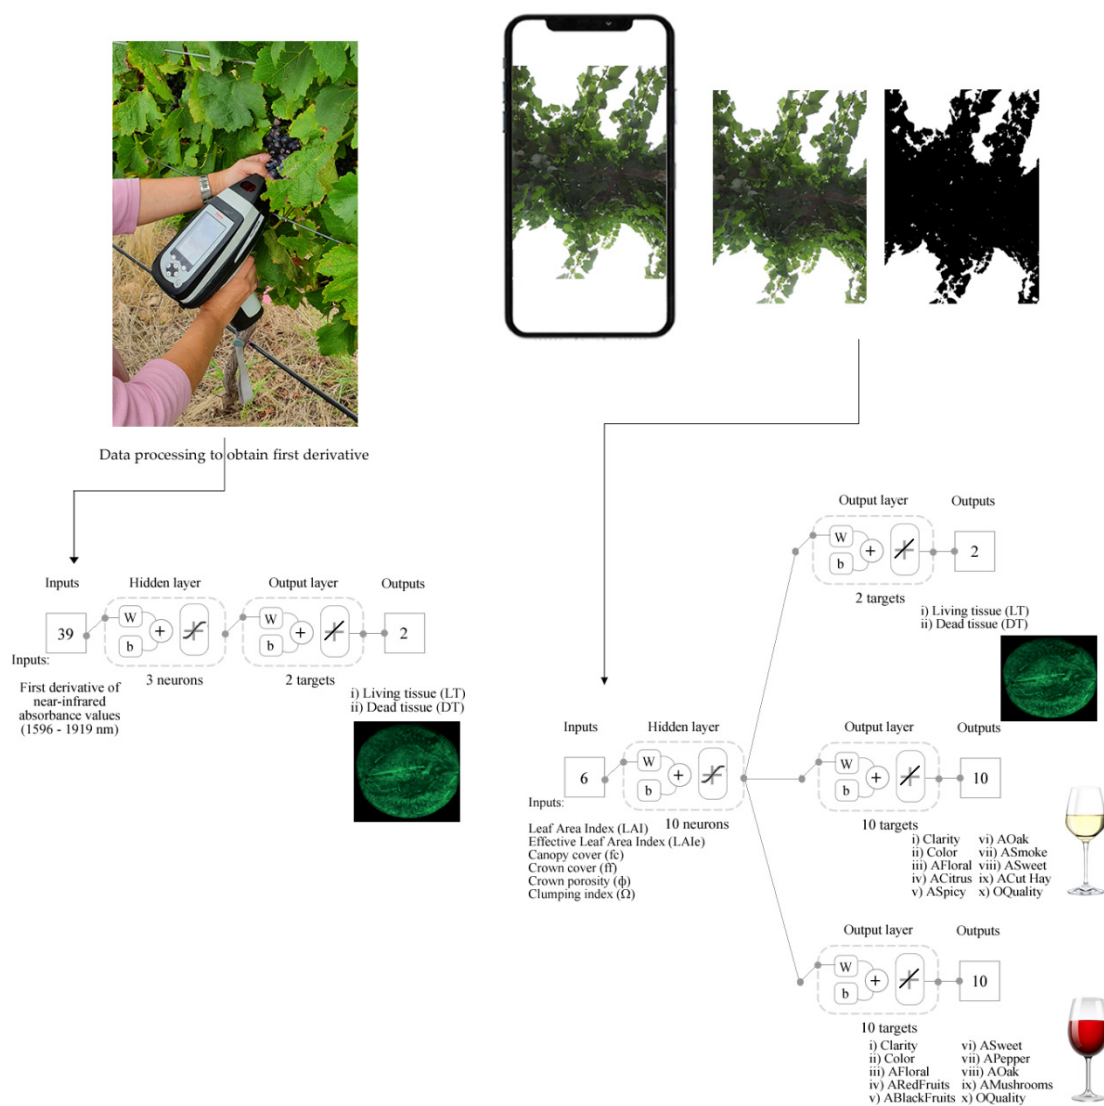 Data processing to obtain first derivative
Inputs
Hidden layer
Output layer
Outputs
39
W
b
+
W
b
+
2
3 neurons
2 targets
Inputs:
First derivative of
near-infrared
absorbance values
(1596 - 1919 nm)
i) Living tissue (LT)
ii) Dead tissue (DT)
Output layer
Outputs
W
b
+
2
2 targets
i) Living tissue (LT)
ii) Dead tissue (DT)
Inputs
Hidden layer
Output layer
Outputs
6
W
b
+
W
b
+
10
10 neurons
10 targets
Inputs:
Leaf Area Index (LAI)
Effective Leaf Area Index (LAIe)
Canopy cover (fc)
Crown cover (ff)
Crown porosity (ϕ)
Clumping index (Ω)
i) Clarity
ii) Color
iii) AFloral
iv) ACitrus
v) ASpicy
vi) AOak
vii) ASmoke
viii) ASweet
ix) ACut Hay
x) OQuality
Output layer
Outputs
W
b
+
10
10 targets
i) Clarity
ii) Color
iii) AFloral
iv) ARedFruits
v) ABlackFruits
vi) ASweet
vii) APepper
viii) AOak
ix) AMushrooms
x) OQuality